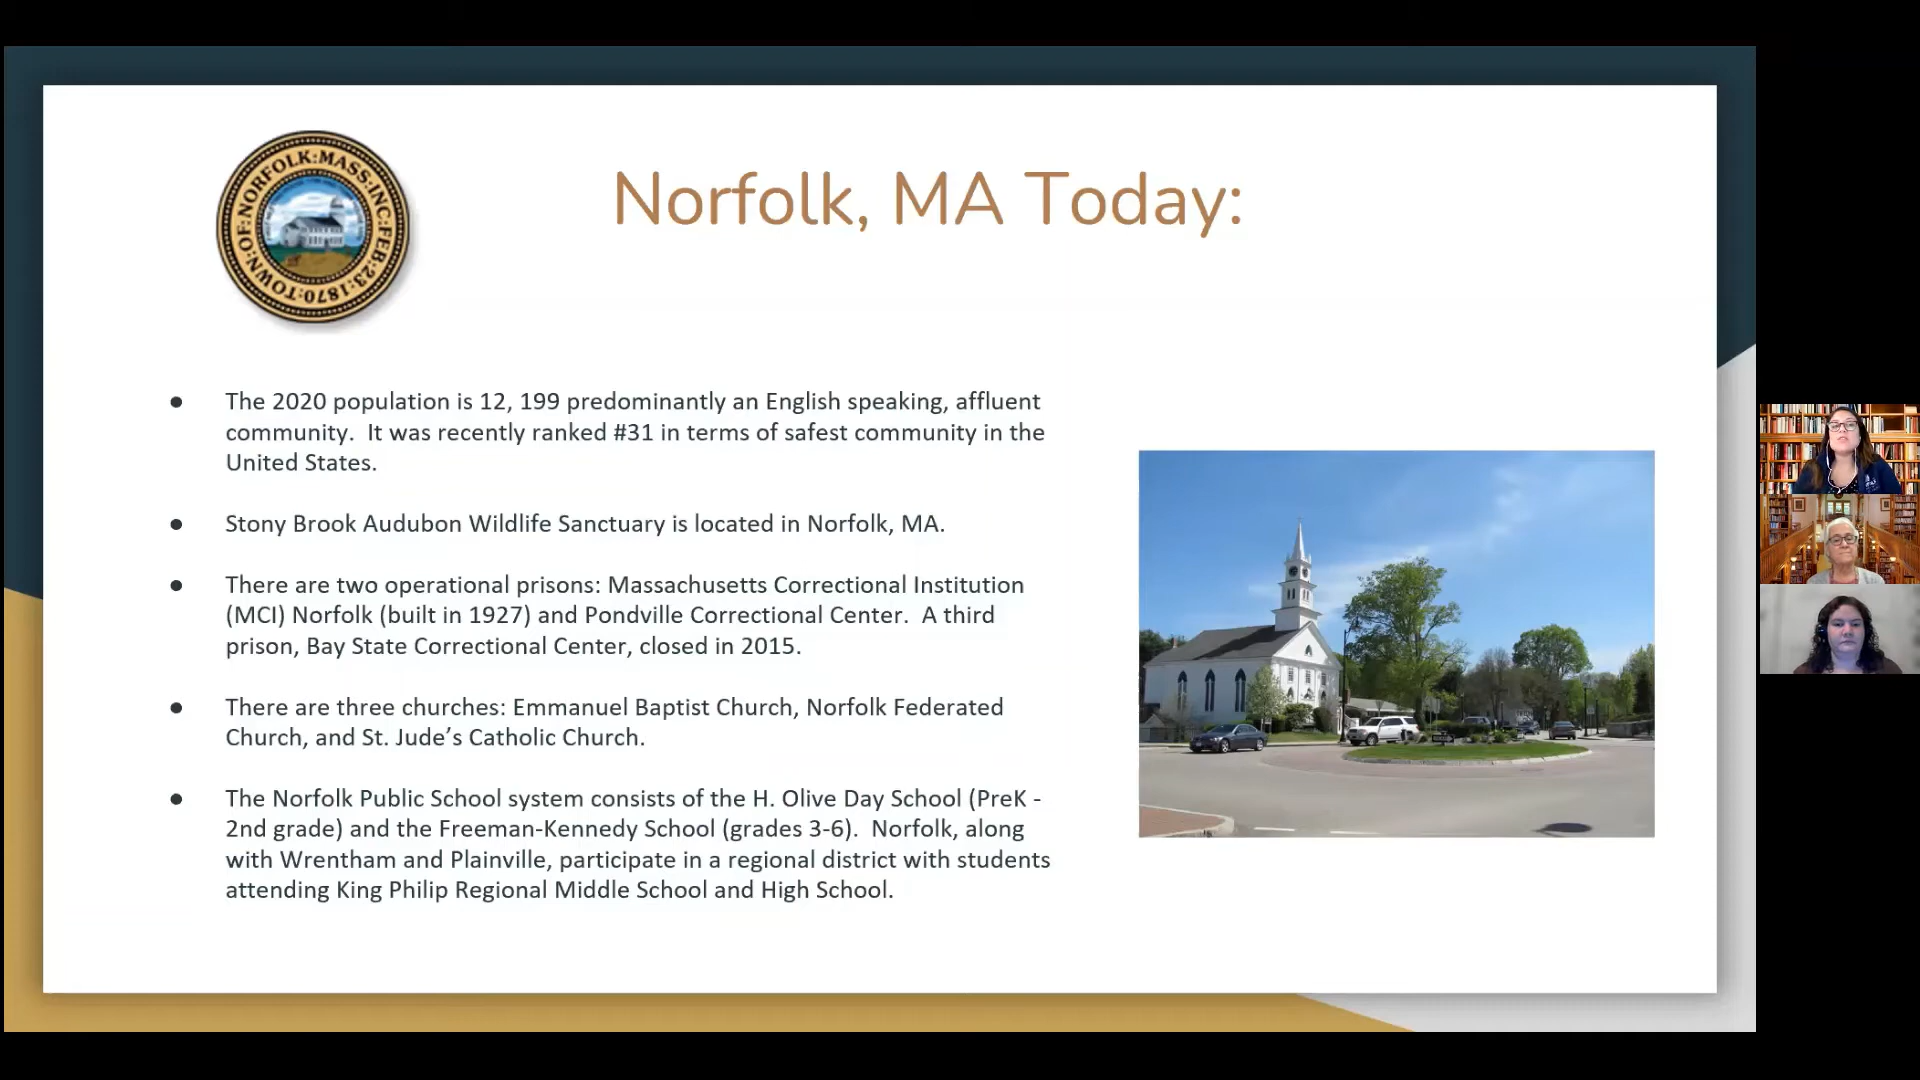 TOWN:OF:NORFOLK:MASS:INC:FEB:23:1870:
Norfolk, MA Today:
● The 2020 population is 12, 199 predominantly an English speaking, affluent
community.  It was recently ranked #31 in terms of safest community in the
United States.
● Stony Brook Audubon Wildlife Sanctuary is located in Norfolk, MA.
● There are two operational prisons: Massachusetts Correctional Institution
(MCI) Norfolk (built in 1927) and Pondville Correctional Center.  A third
prison, Bay State Correctional Center, closed in 2015.
● There are three churches: Emmanuel Baptist Church, Norfolk Federated
Church, and St. Jude’s Catholic Church.
● The Norfolk Public School system consists of the H. Olive Day School (PreK -
2nd grade) and the Freeman-Kennedy School (grades 3-6).  Norfolk, along
with Wrentham and Plainville, participate in a regional district with students
attending King Philip Regional Middle School and High School.